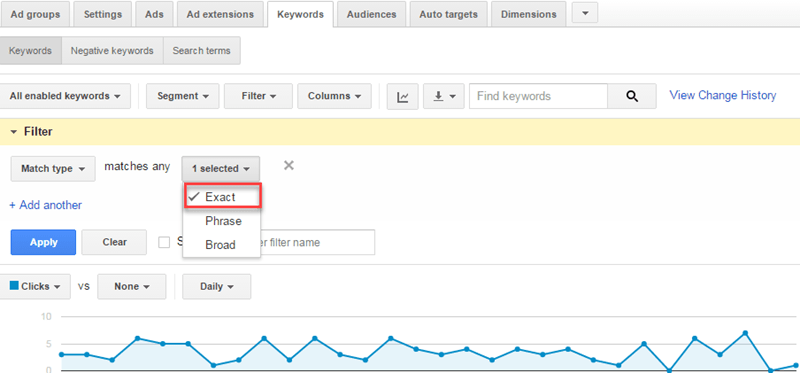 Ad groups Settings Ads Ad extensions Keywords Audiences Auto targets Dimensions
Keywords Negative keywords Search terms
All enabled keywords Segment Filter Columns Find keywords View Change History
Filter
Match type matches any 1 selected
Exact
+ Add another
Phrase
Apply Clear S er filter name
Broad
Clicks vs None Daily
10
5
0